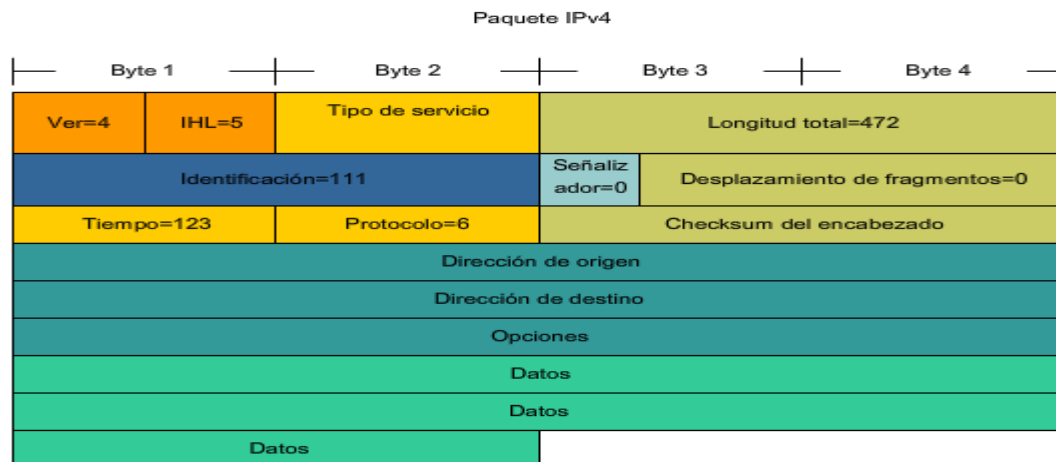 Paquete IPv4
Byte 1 Byte 2 Byte 3 Byte 4
Ver=4 IHL=5 Tipo de servicio Longitud total=472
Identificación=111 Señaliz
ador=0 Desplazamiento de fragmentos=0
Tiempo=123 Protocolo=6 Checksum del encabezado
Dirección de origen
Dirección de destino
Opciones
Datos
Datos
Datos